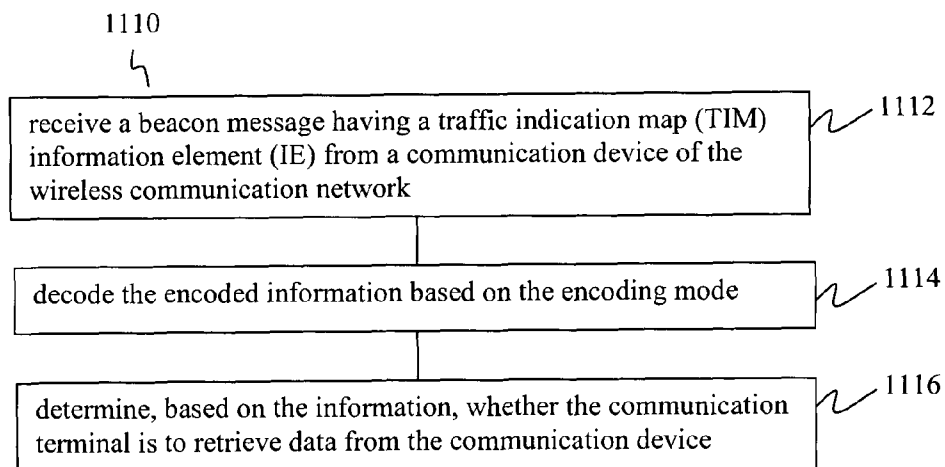 1110
receive a beacon message having a traffic indication map (TIM)
information element (IE) from a communication device of the
wireless communication network
1112
decode the encoded information based on the encoding mode
1114
determine, based on the information, whether the communication
terminal is to retrieve data from the communication device
1116